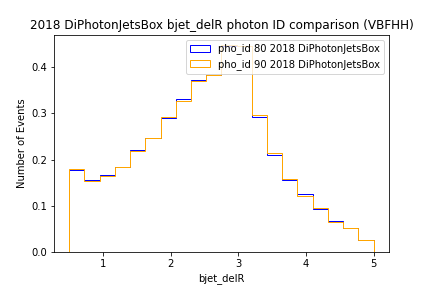 2018 DiPhotonJetsBox bjet_delR photon ID comparison (VBFHH)
pho_id 80 2018 DiPhotonJetsBox
pho_id 90 2018 DiPhotonJetsBox
Number of Events
0.4
0.3
0.2
0.1
0.0
1 2 3 4 5
bjet_delR